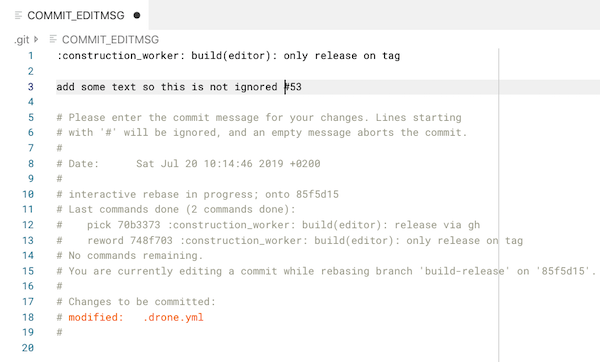 COMMIT_EDITMSG
.git COMMIT_EDITMSG
1 :construction_worker: build(editor): only release on tag
2
3 add some text so this is not ignored #53
4
5 # Please enter the commit message for your changes. Lines starting
6 # with '#' will be ignored, and an empty message aborts the commit.
7 #
8 # Date:      Sat Jul 20 10:14:46 2019 +0200
9 #
10 # interactive rebase in progress; onto 85f5d15
11 # Last commands done (2 commands done):
12 #    pick 70b3373 :construction_worker: build(editor): release via gh
13 #    reword 748f703 :construction_worker: build(editor): only release on tag
14 # No commands remaining.
15 # You are currently editing a commit while rebasing branch 'build-release' on '85f5d15'.
16 #
17 # Changes to be committed:
18 # modified:   .drone.yml
19 #
20